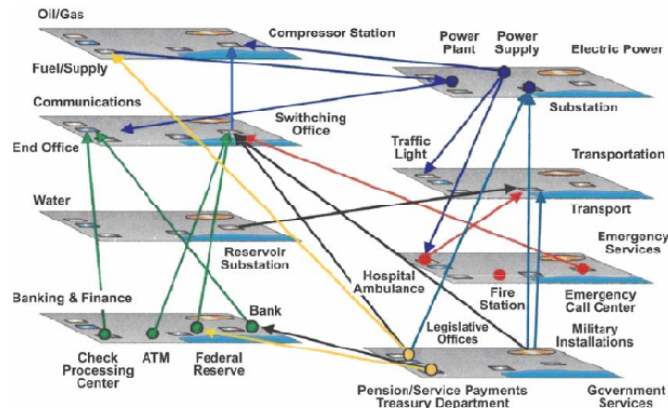 Oil/Gas
Compressor Station
Fuel/Supply
Power
Plant
Power
Supply
Electric Power
Substation
Communications
Swithching
Office
End Office
Traffic
Light
Transportation
Transport
Water
Reservoir
Substation
Emergency
Services
Hospital
Ambulance
Fire
Station
Emergency
Call Center
Banking & Finance
Bank
Check
Processing
Center
ATM
Federal
Reserve
Legislative
Offices
Military
Installations
Pension/Service Payments
Treasury Department
Government
Services